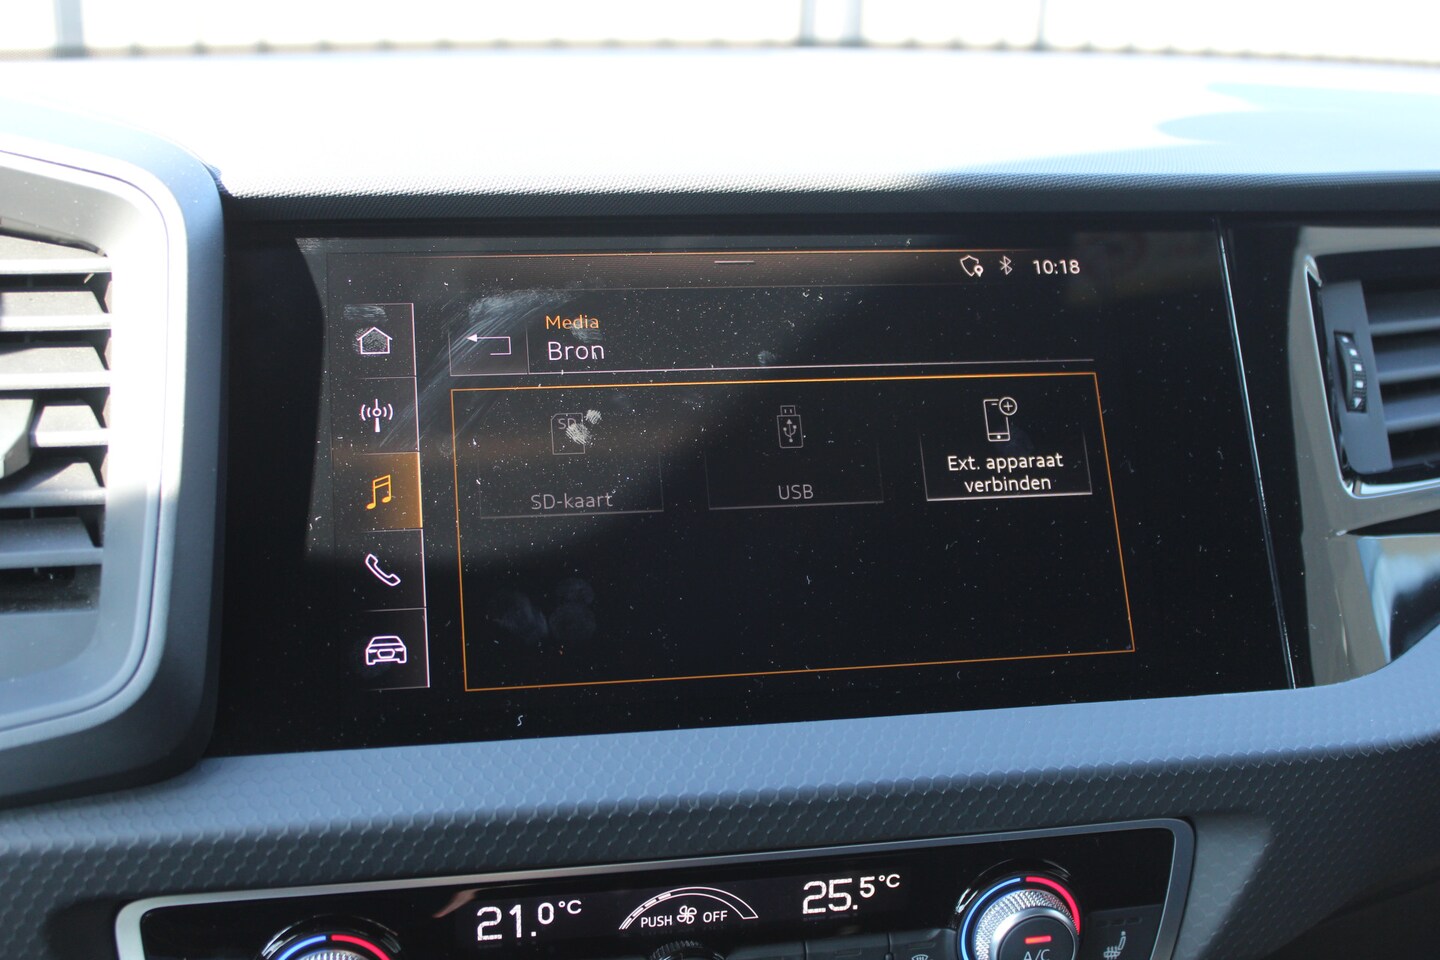 10:18
Media
Bron
SD
SD-kaart
USB
Ext. apparaat
verbinden
21.0°C
PUSH OFF
25.5°C
A/C